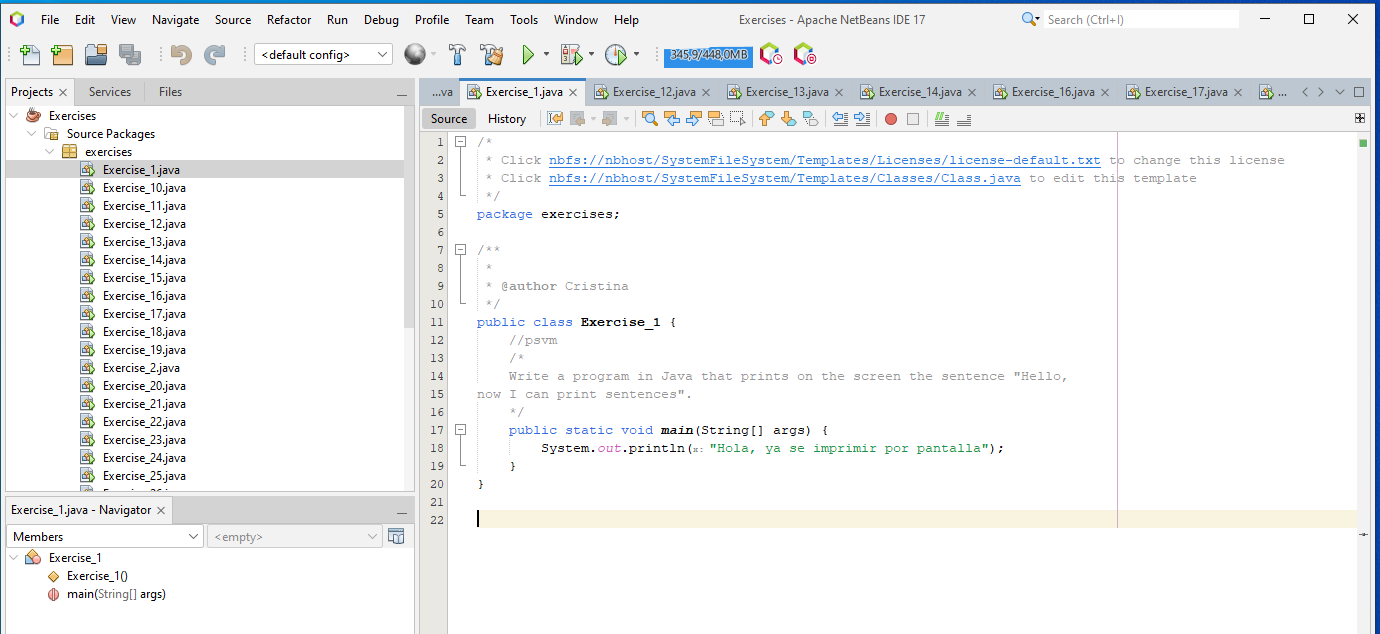 File Edit View Navigate Source Refactor Run Debug Profile Team Tools Window Help Exercises - Apache NetBeans IDE 17 Search (Ctrl+I)
<default config> 345,9/448,0MB
Projects Services Files
Exercises
Source Packages
exercises
Exercise_1.java
Exercise_10.java
Exercise_11.java
Exercise_12.java
Exercise_13.java
Exercise_14.java
Exercise_15.java
Exercise_16.java
Exercise_17.java
Exercise_18.java
Exercise_19.java
Exercise_2.java
Exercise_20.java
Exercise_21.java
Exercise_22.java
Exercise_23.java
Exercise_24.java
Exercise_25.java
Exercise_1.java - Navigator
Members <empty>
Exercise_1
Exercise_1()
main(String[] args)
...va Exercise_1.java Exercise_12.java Exercise_13.java Exercise_14.java Exercise_16.java Exercise_17.java ...
Source History
1 /*
2 * Click nbfs://nbhost/SystemFileSystem/Templates/Licenses/license-default.txt to change this license
3 * Click nbfs://nbhost/SystemFileSystem/Templates/Classes/Class.java to edit this template
4 */
5 package exercises;
6
7 /**
8 *
9 * @author Cristina
10 */
11 public class Exercise_1 {
12 //psvm
13 /*
14 Write a program in Java that prints on the screen the sentence "Hello,
15 now I can print sentences".
16 */
17 public static void main(String[] args) {
18 System.out.println(x: "Hola, ya se imprimir por pantalla");
19 }
20 }
21
22